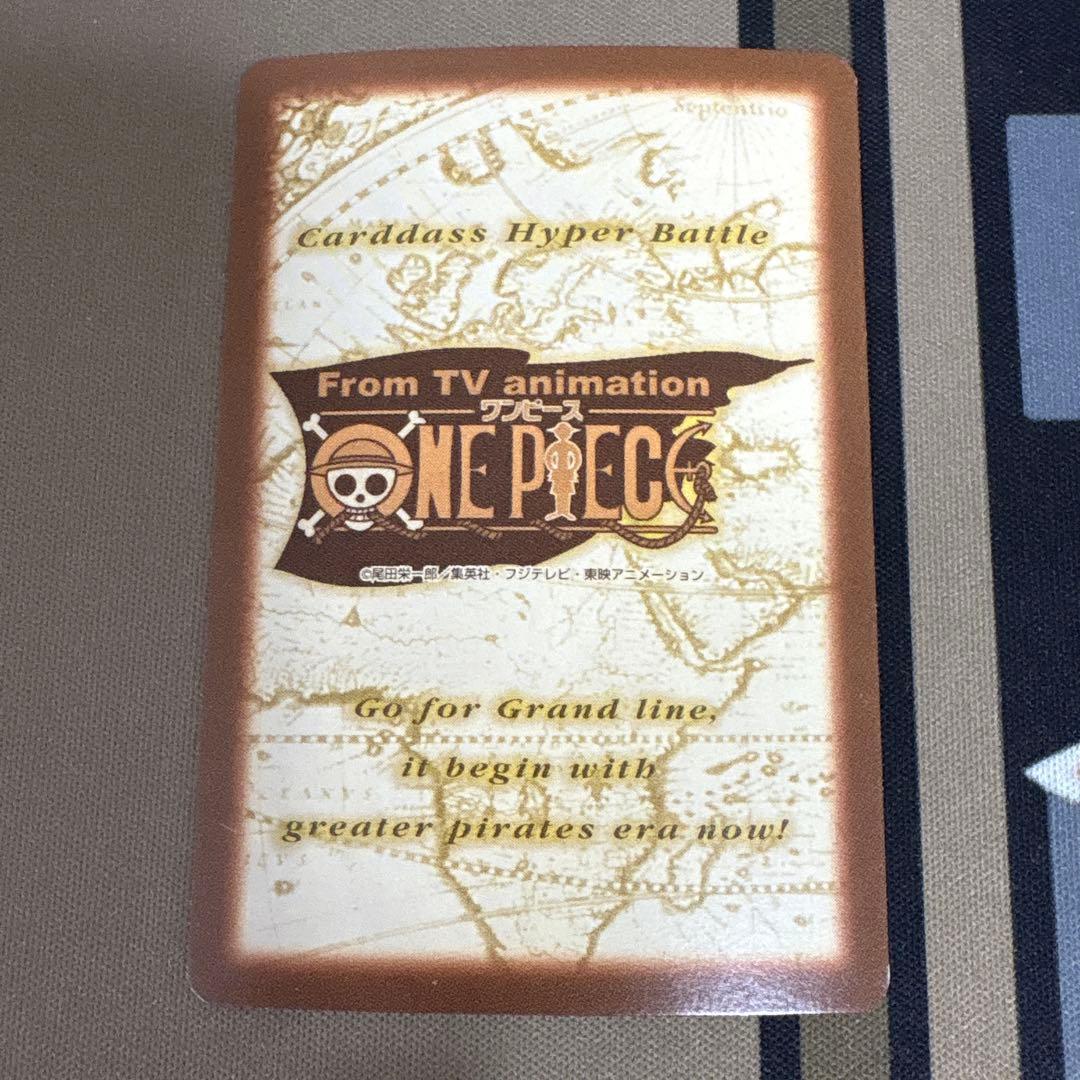 Septentrio
Carddass Hyper Battle
From TV animation
ワンピース
ONE PIECE
©尾田栄一郎/集英社・フジテレビ・東映アニメーション
Go for Grand line,
it begin with
greater pirates era now!